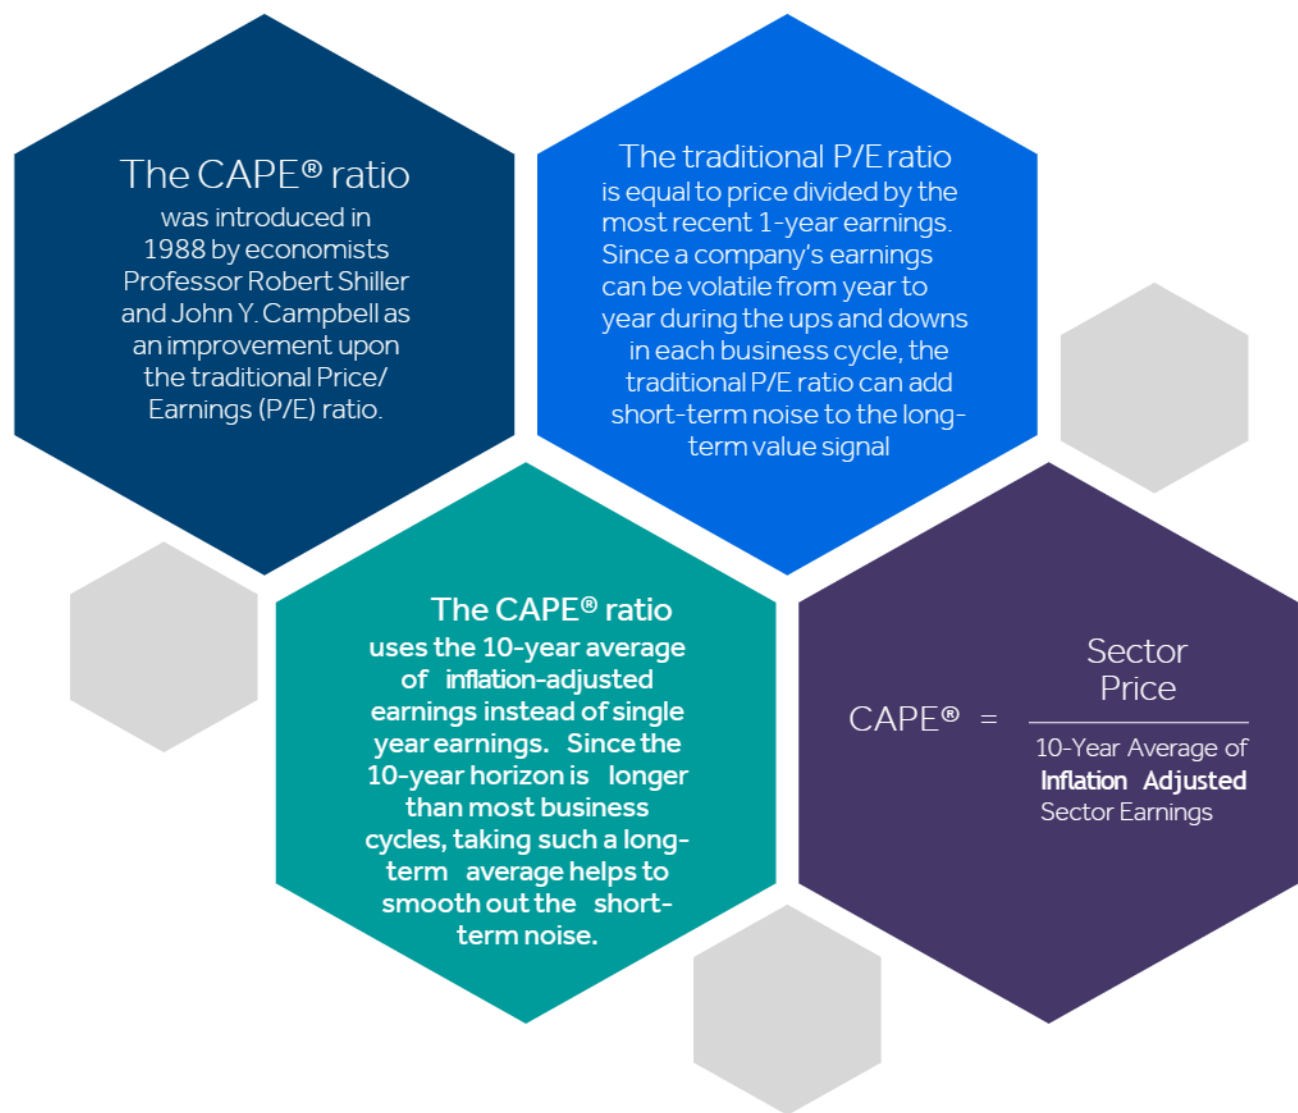 The CAPE® ratio
was introduced in
1988 by economists
Professor Robert Shiller
and John Y. Campbell as
an improvement upon
the traditional Price/
Earnings (P/E) ratio.
The traditional P/E ratio
is equal to price divided by the
most recent 1-year earnings.
Since a company's earnings
can be volatile from year to
year during the ups and downs
in each business cycle, the
traditional P/E ratio can add
short-term noise to the long-
term value signal
The CAPE® ratio
uses the 10-year average
of inflation-adjusted
earnings instead of single
year earnings. Since the
10-year horizon is longer
than most business
cycles, taking such a long-
term average helps to
smooth out the short-
term noise.
Sector
Price
CAPE® =
10-Year Average of
Inflation Adjusted
Sector Earnings